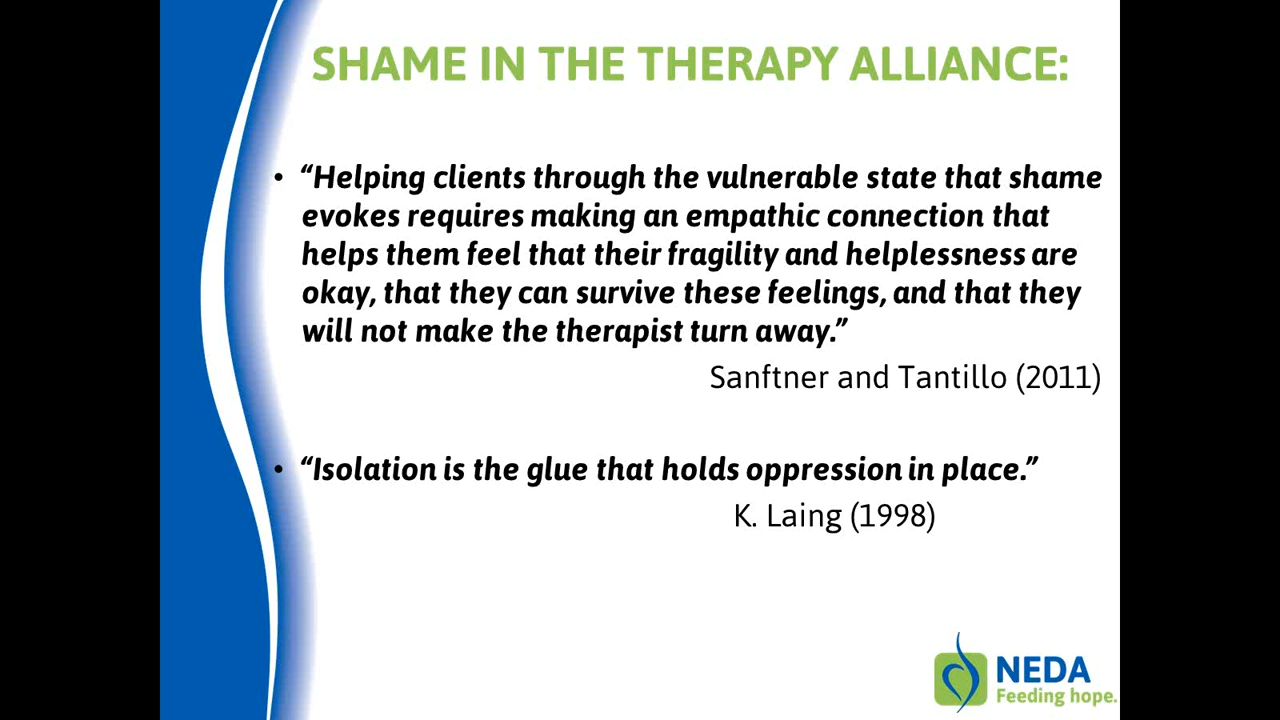 SHAME IN THE THERAPY ALLIANCE:
• “Helping clients through the vulnerable state that shame
evokes requires making an empathic connection that
helps them feel that their fragility and helplessness are
okay, that they can survive these feelings, and that they
will not make the therapist turn away.”
Sanftner and Tantillo (2011)
• “Isolation is the glue that holds oppression in place.”
K. Laing (1998)
NEDA
Feeding hope.